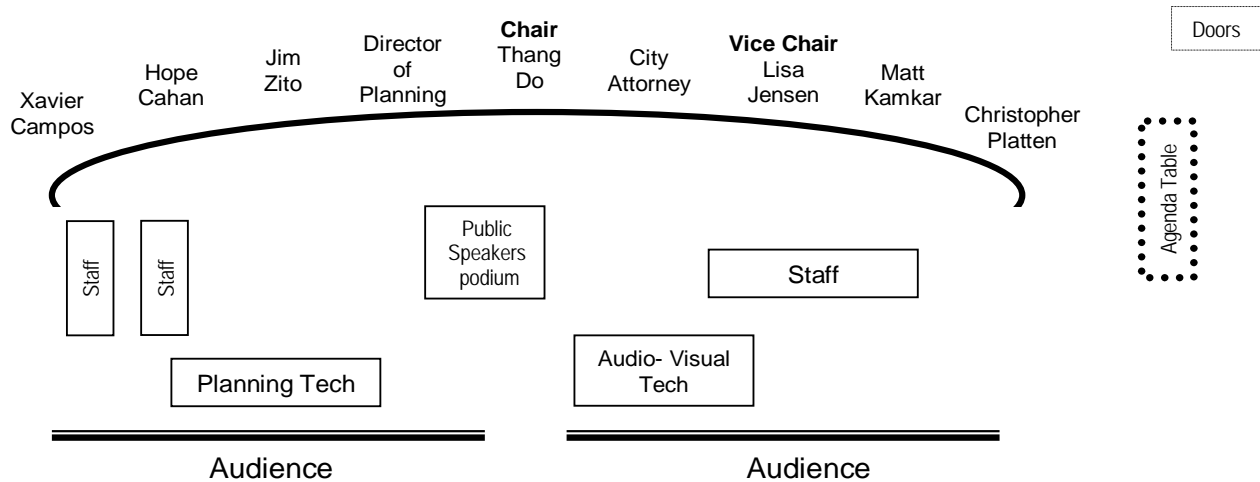 Doors
Xavier
Campos
Hope
Cahan
Jim
Zito
Director
of
Planning
Chair
Thang
Do
City
Attorney
Vice Chair
Lisa
Jensen
Matt
Kamkar
Christopher
Platten
Agenda Table
Staff
Staff
Public
Speakers
podium
Staff
Planning Tech
Audio- Visual
Tech
Audience
Audience